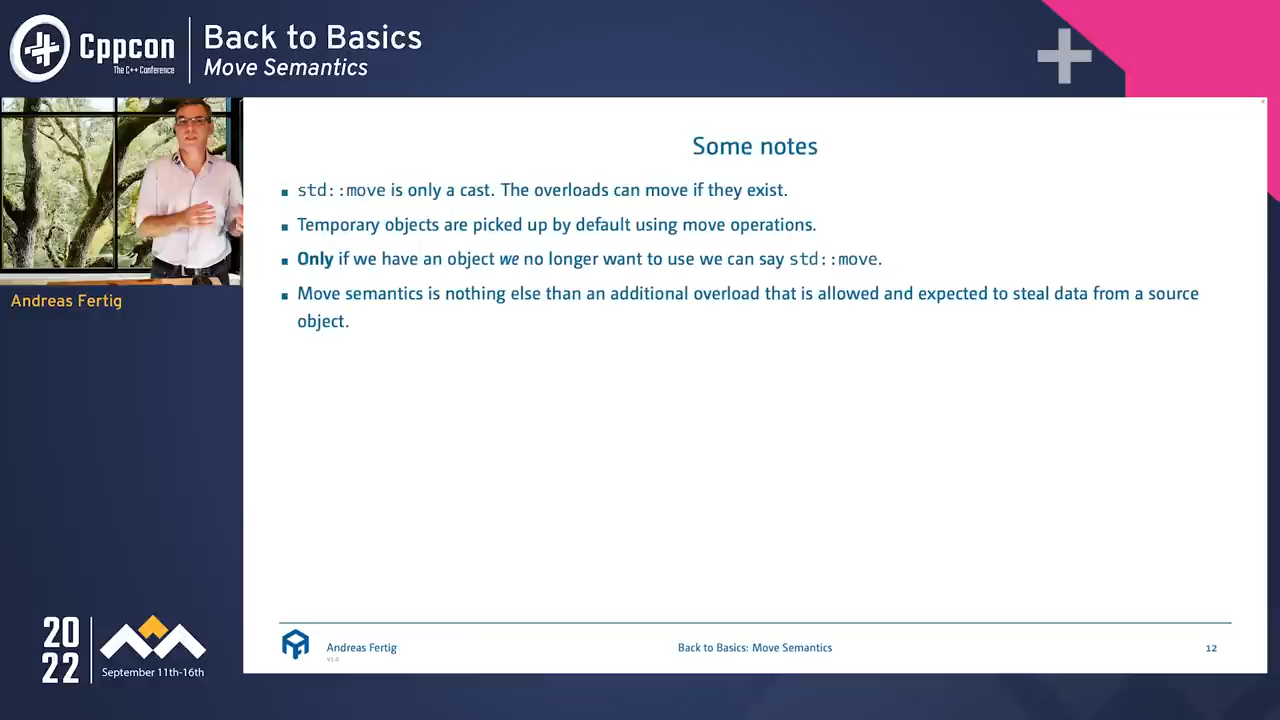 Cppcon
The C++ Conference
Back to Basics
Move Semantics
Andreas Fertig
Some notes
▪ std::move is only a cast. The overloads can move if they exist.
▪ Temporary objects are picked up by default using move operations.
▪ Only if we have an object we no longer want to use we can say std::move.
▪ Move semantics is nothing else than an additional overload that is allowed and expected to steal data from a source
object.
Andreas Fertig
V1.0
Back to Basics: Move Semantics
12
20
22
September 11th-16th